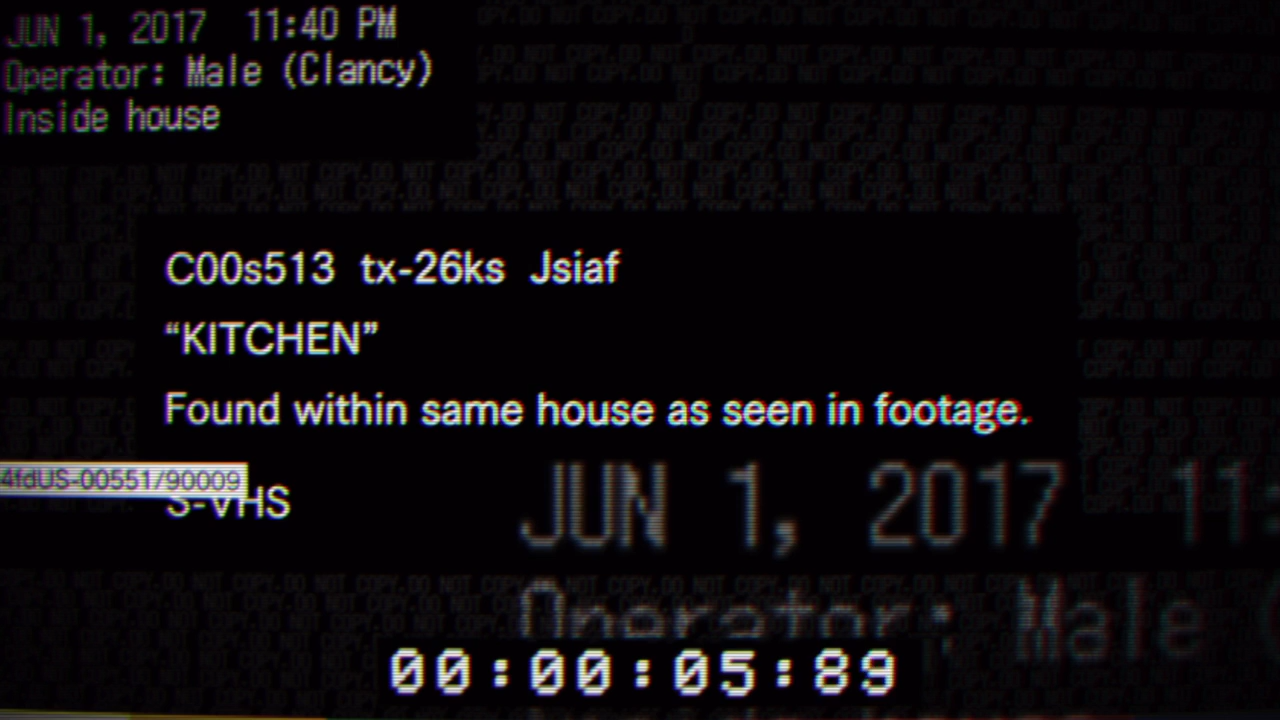 JUN 1, 2017 11:40 PM
Operator: Male (Clancy)
Inside house
C00s513 tx-26ks Jsiaf
“KITCHEN”
Found within same house as seen in footage.
4fdUS-00551/90009
S-VHS
JUN 1, 2017 11:
Operator: Male (
00:00:05:89